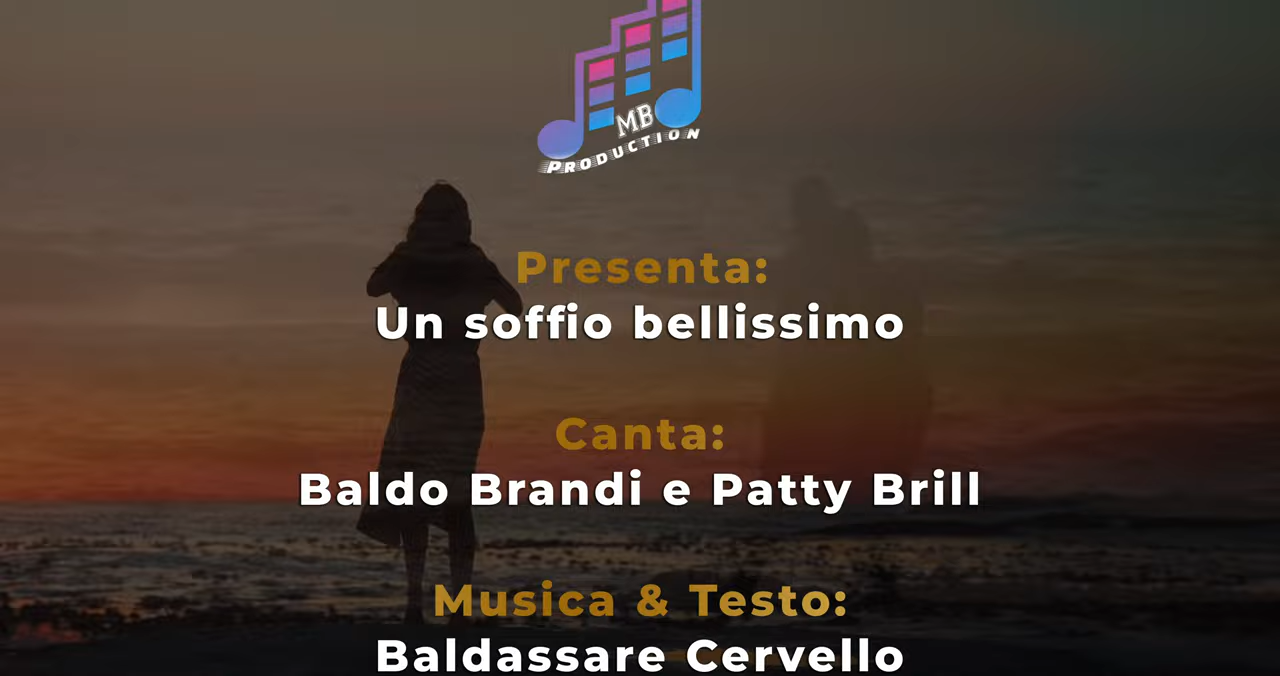 MB
PRODUCTION
Presenta:
Un soffio bellissimo
Canta:
Baldo Brandi e Patty Brill
Musica & Testo:
Baldassare Cervello